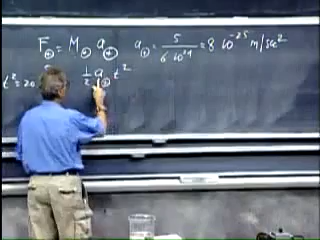 F⊕ = M⊕ a⊕ a⊕ = 5 / 6 10²⁴ = 8 10⁻²⁵ m/sec²
½ a⊕ t²
t² = 20